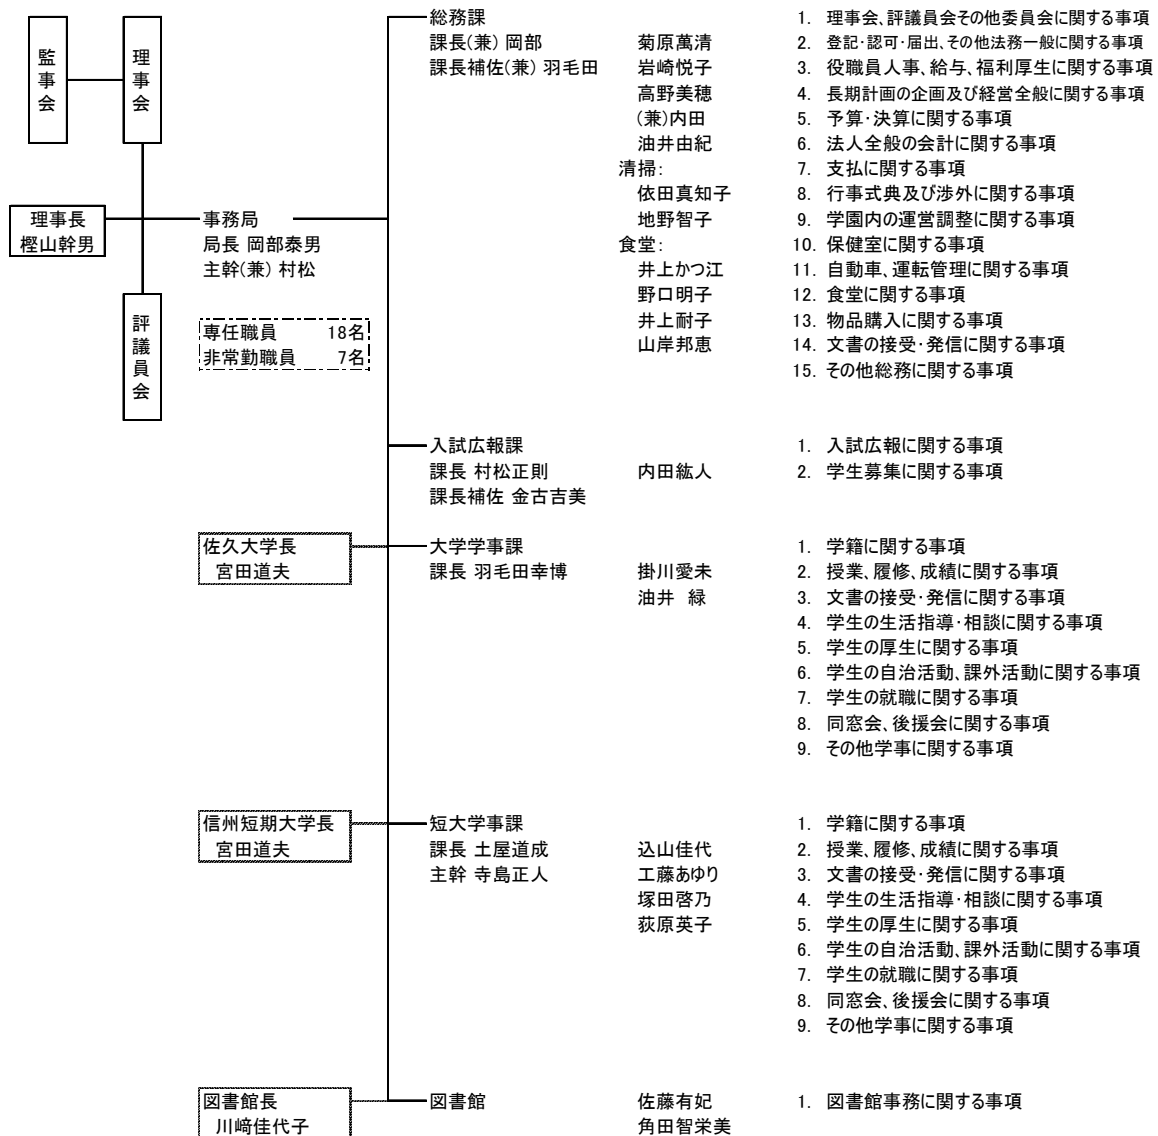 監事会
理事会
理事長
樫山幹男
評議員会
事務局
局長 岡部泰男
主幹(兼) 村松
専任職員 18名
非常勤職員 7名
総務課
課長(兼) 岡部
課長補佐(兼) 羽毛田
菊原萬清
岩崎悦子
高野美穂
(兼)内田
油井由紀
清掃:
依田真知子
地野智子
食堂:
井上かつ江
野口明子
井上耐子
山岸邦恵
1. 理事会、評議員会その他委員会に関する事項
2. 登記・認可・届出、その他法務一般に関する事項
3. 役職員人事、給与、福利厚生に関する事項
4. 長期計画の企画及び経営全般に関する事項
5. 予算・決算に関する事項
6. 法人全般の会計に関する事項
7. 支払に関する事項
8. 行事式典及び渉外に関する事項
9. 学園内の運営調整に関する事項
10. 保健室に関する事項
11. 自動車、運転管理に関する事項
12. 食堂に関する事項
13. 物品購入に関する事項
14. 文書の接受・発信に関する事項
15. その他総務に関する事項
入試広報課
課長 村松正則
課長補佐 金古吉美
内田紘人
1. 入試広報に関する事項
2. 学生募集に関する事項
佐久大学長
宮田道夫
大学学事課
課長 羽毛田幸博
掛川愛未
油井 緑
1. 学籍に関する事項
2. 授業、履修、成績に関する事項
3. 文書の接受・発信に関する事項
4. 学生の生活指導・相談に関する事項
5. 学生の厚生に関する事項
6. 学生の自治活動、課外活動に関する事項
7. 学生の就職に関する事項
8. 同窓会、後援会に関する事項
9. その他学事に関する事項
信州短期大学長
宮田道夫
短大学事課
課長 土屋道成
主幹 寺島正人
込山佳代
工藤あゆり
塚田啓乃
荻原英子
1. 学籍に関する事項
2. 授業、履修、成績に関する事項
3. 文書の接受・発信に関する事項
4. 学生の生活指導・相談に関する事項
5. 学生の厚生に関する事項
6. 学生の自治活動、課外活動に関する事項
7. 学生の就職に関する事項
8. 同窓会、後援会に関する事項
9. その他学事に関する事項
図書館長
川﨑佳代子
図書館
佐藤有妃
角田智栄美
1. 図書館事務に関する事項